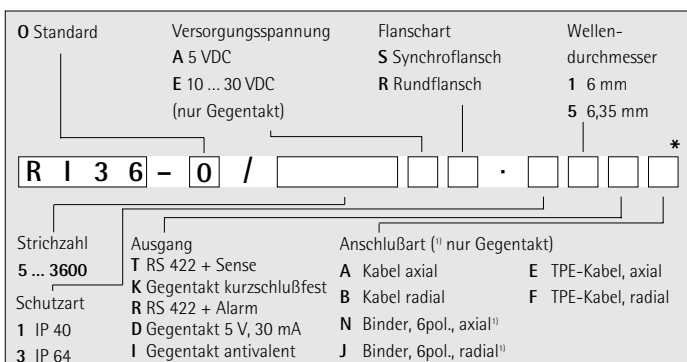 O Standard
Versorgungsspannung
A 5 VDC
E 10 ... 30 VDC
(nur Gegentakt)
Flanschart
S Synchroflansch
R Rundflansch
Wellen-
durchmesser
1 6 mm
5 6,35 mm
*
R I 3 6 – 0 / .
Strichzahl
5 ... 3600
Schutzart
1 IP 40
3 IP 64
Ausgang
T RS 422 + Sense
K Gegentakt kurzschlußfest
R RS 422 + Alarm
D Gegentakt 5 V, 30 mA
I Gegentakt antivalent
Anschlußart (¹⁾ nur Gegentakt)
A Kabel axial
B Kabel radial
N Binder, 6pol., axial¹⁾
J Binder, 6pol., radial¹⁾
E TPE-Kabel, axial
F TPE-Kabel, radial